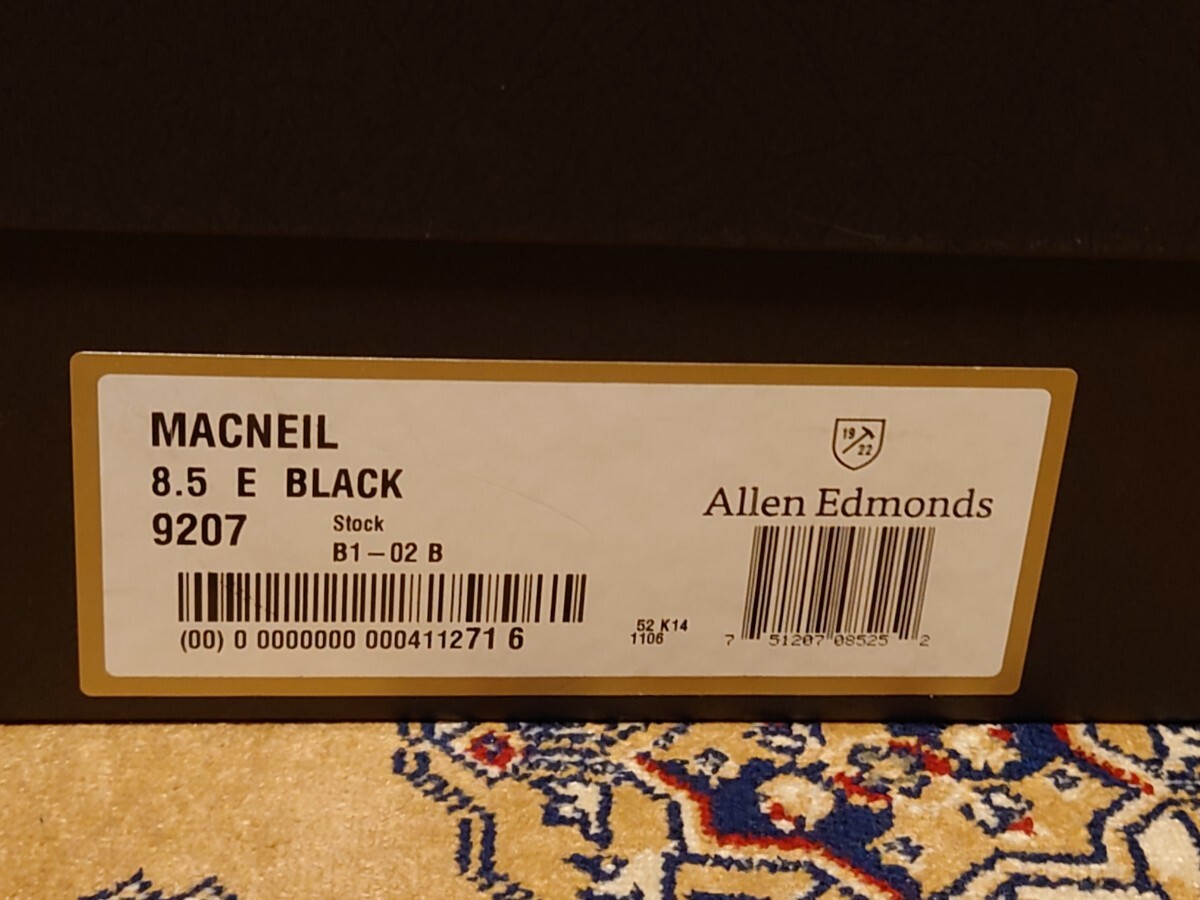 MACNEIL
8.5 E BLACK
9207
Stock
B1-02 B
(00) 0 0000000 000411271 6
19
22
Allen Edmonds
52 K14
1106
7 51207 08525 2